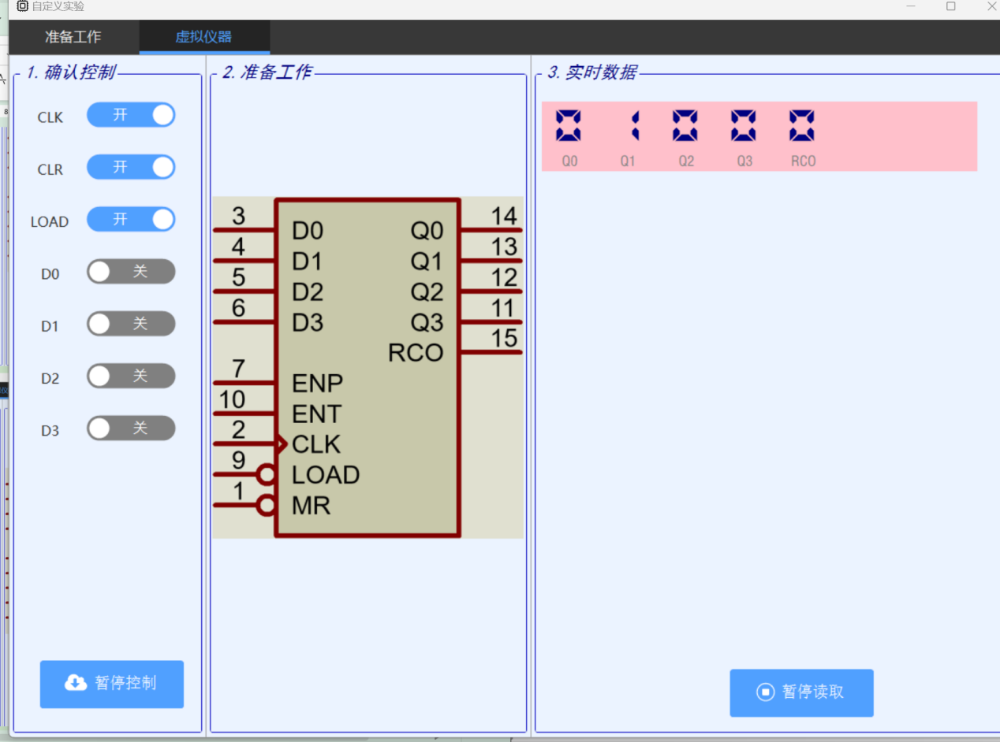 自定义实验
准备工作 虚拟仪器
1. 确认控制
CLK 开
CLR 开
LOAD 开
D0 关
D1 关
D2 关
D3 关
暂停控制
2. 准备工作
3 D0 Q0 14
4 D1 Q1 13
5 D2 Q2 12
6 D3 Q3 11
RCO 15
7 ENP
10 ENT
2 CLK
9 LOAD
1 MR
3. 实时数据
0 1 0 0 0
Q0 Q1 Q2 Q3 RCO
暂停读取